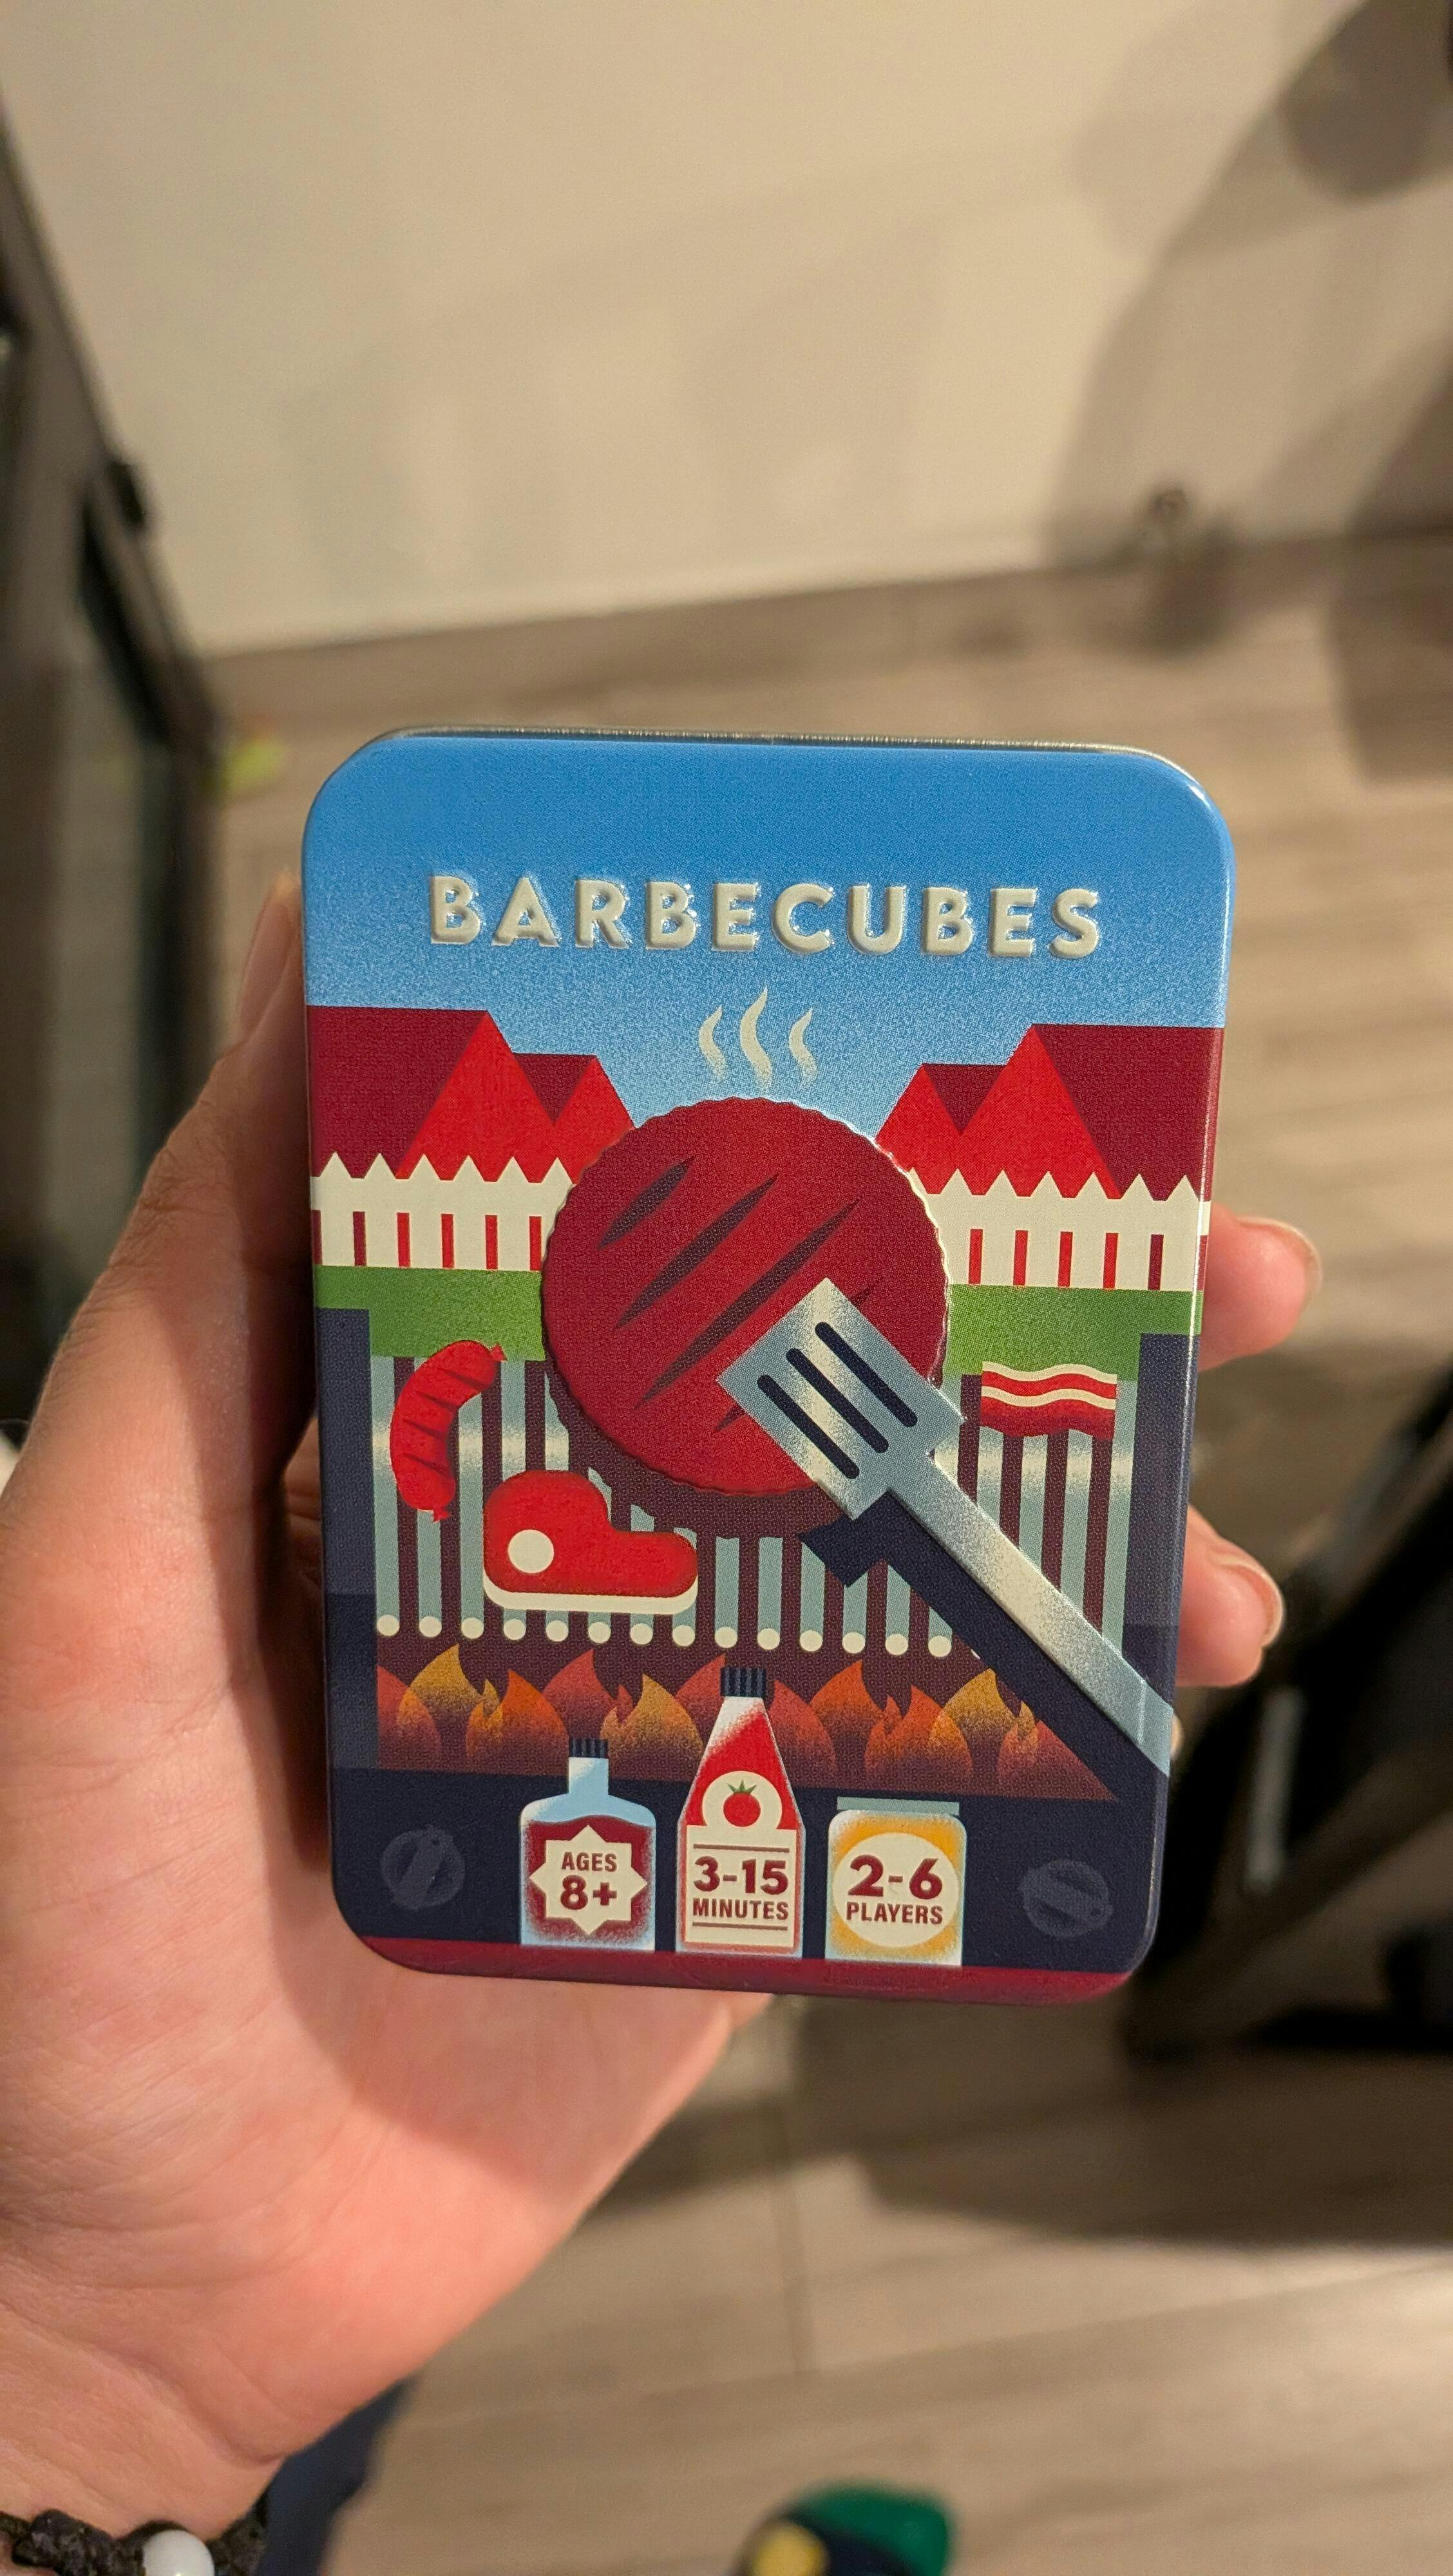 BARBECUBES
AGES
8+
3-15
MINUTES
2-6
PLAYERS